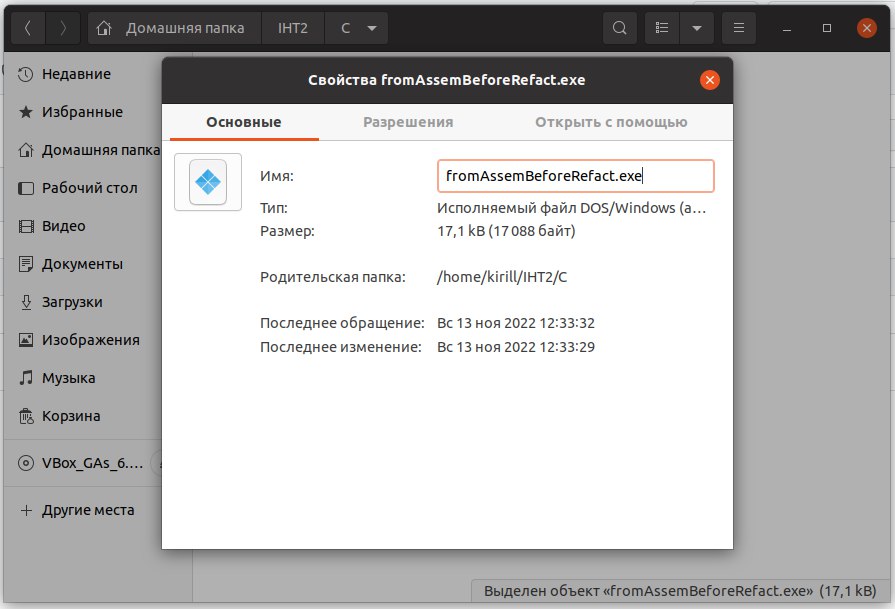 Домашняя папка IHT2 C
Недавние
Избранные
Домашняя папка
Рабочий стол
Видео
Документы
Загрузки
Изображения
Музыка
Корзина
VBox_GAs_6....
Другие места
Свойства fromAssemBeforeRefact.exe
Основные Разрешения Открыть с помощью
Имя: fromAssemBeforeRefact.exe
Тип: Исполняемый файл DOS/Windows (a...
Размер: 17,1 kB (17 088 байт)
Родительская папка: /home/kirill/IHT2/C
Последнее обращение: Вс 13 ноя 2022 12:33:32
Последнее изменение: Вс 13 ноя 2022 12:33:29
Выделен объект «fromAssemBeforeRefact.exe» (17,1 kB)